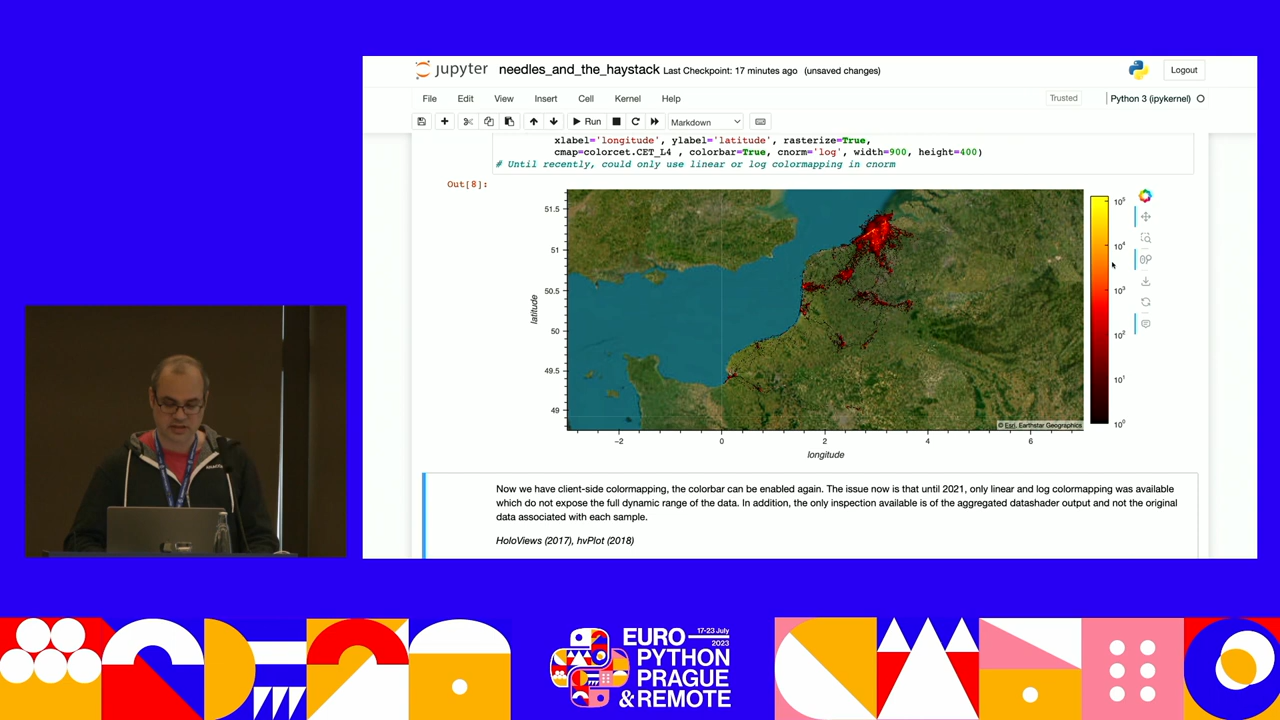 jupyter needles_and_the_haystack Last Checkpoint: 17 minutes ago (unsaved changes)
Logout
File Edit View Insert Cell Kernel Help
Trusted
Python 3 (ipykernel)
Run
Markdown
xlabel='longitude', ylabel='latitude', rasterize=True,
cmap=colorcet.CET_L4 , colorbar=True, cnorm='log', width=900, height=400)
# Until recently, could only use linear or log colormapping in cnorm
Out[8]:
51.5
51
50.5
50
49.5
49
latitude
−2 0 2 4 6
longitude
© Esri, Earthstar Geographics
10⁵
10⁴
10³
10²
10¹
10⁰
Now we have client-side colormapping, the colorbar can be enabled again. The issue now is that until 2021, only linear and log colormapping was available
which do not expose the full dynamic range of the data. In addition, the only inspection available is of the aggregated datashader output and not the original
data associated with each sample.
HoloViews (2017), hvPlot (2018)
EURO
17-23 July
2023
PYTHON
PRAGUE
& REMOTE